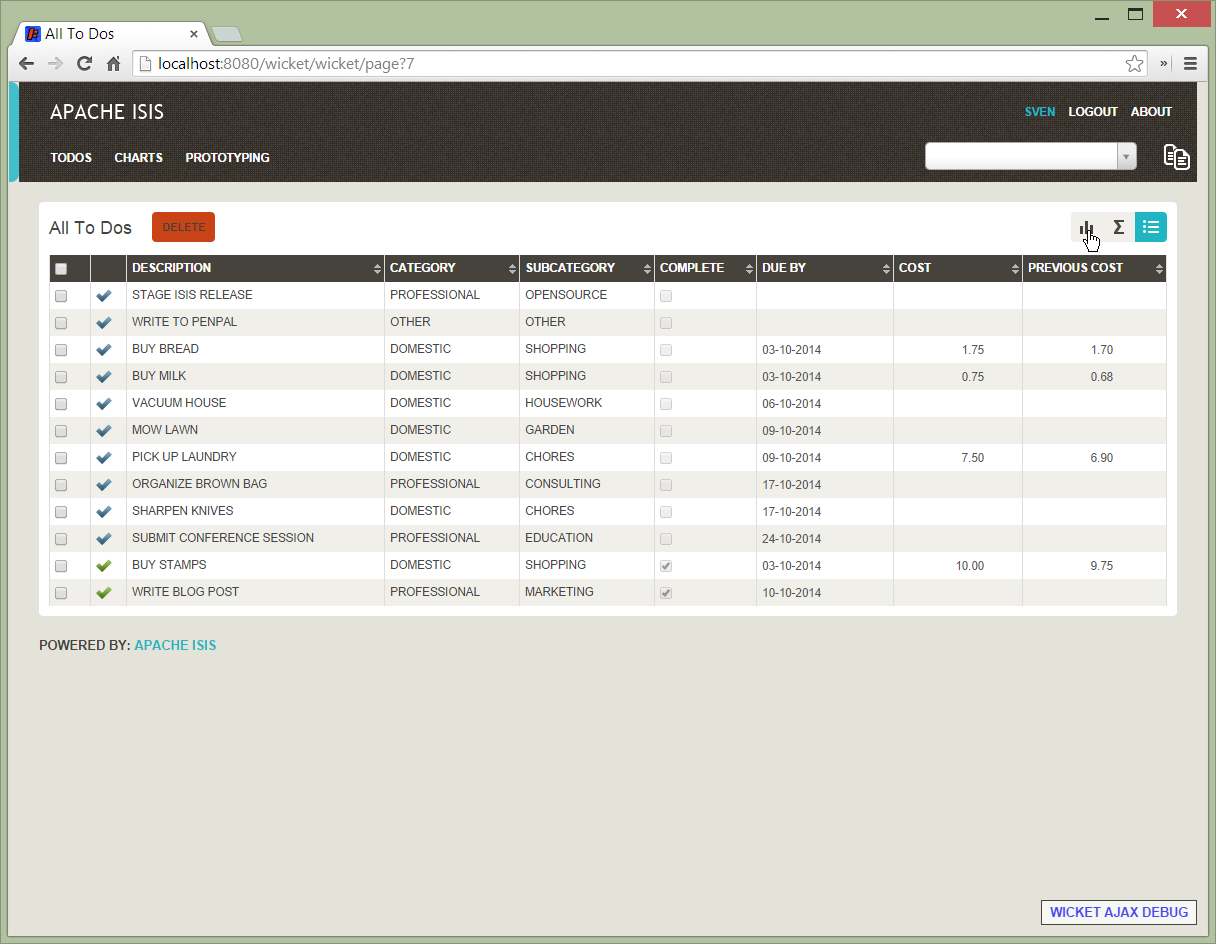 All To Dos
localhost:8080/wicket/wicket/page?7
APACHE ISIS
SVEN LOGOUT ABOUT
TODOS CHARTS PROTOTYPING
All To Dos DELETE Σ
DESCRIPTION CATEGORY SUBCATEGORY COMPLETE DUE BY COST PREVIOUS COST
STAGE ISIS RELEASE PROFESSIONAL OPENSOURCE
WRITE TO PENPAL OTHER OTHER
BUY BREAD DOMESTIC SHOPPING 03-10-2014 1.75 1.70
BUY MILK DOMESTIC SHOPPING 03-10-2014 0.75 0.68
VACUUM HOUSE DOMESTIC HOUSEWORK 06-10-2014
MOW LAWN DOMESTIC GARDEN 09-10-2014
PICK UP LAUNDRY DOMESTIC CHORES 09-10-2014 7.50 6.90
ORGANIZE BROWN BAG PROFESSIONAL CONSULTING 17-10-2014
SHARPEN KNIVES DOMESTIC CHORES 17-10-2014
SUBMIT CONFERENCE SESSION PROFESSIONAL EDUCATION 24-10-2014
BUY STAMPS DOMESTIC SHOPPING 03-10-2014 10.00 9.75
WRITE BLOG POST PROFESSIONAL MARKETING 10-10-2014
POWERED BY: APACHE ISIS
WICKET AJAX DEBUG